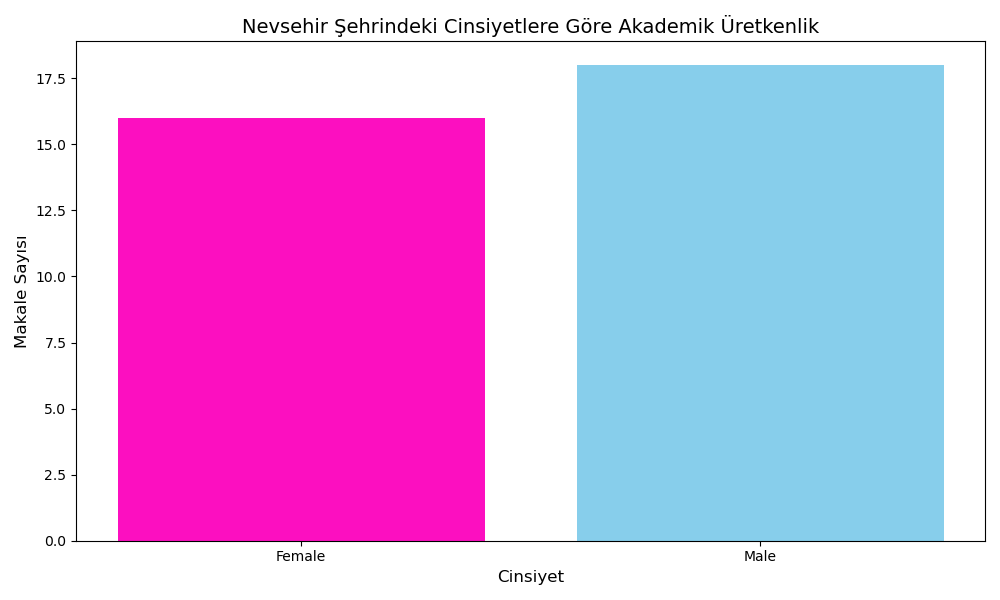 Nevsehir Şehrindeki Cinsiyetlere Göre Akademik Üretkenlik
Makale Sayısı
17.5
15.0
12.5
10.0
7.5
5.0
2.5
0.0
Female
Male
Cinsiyet